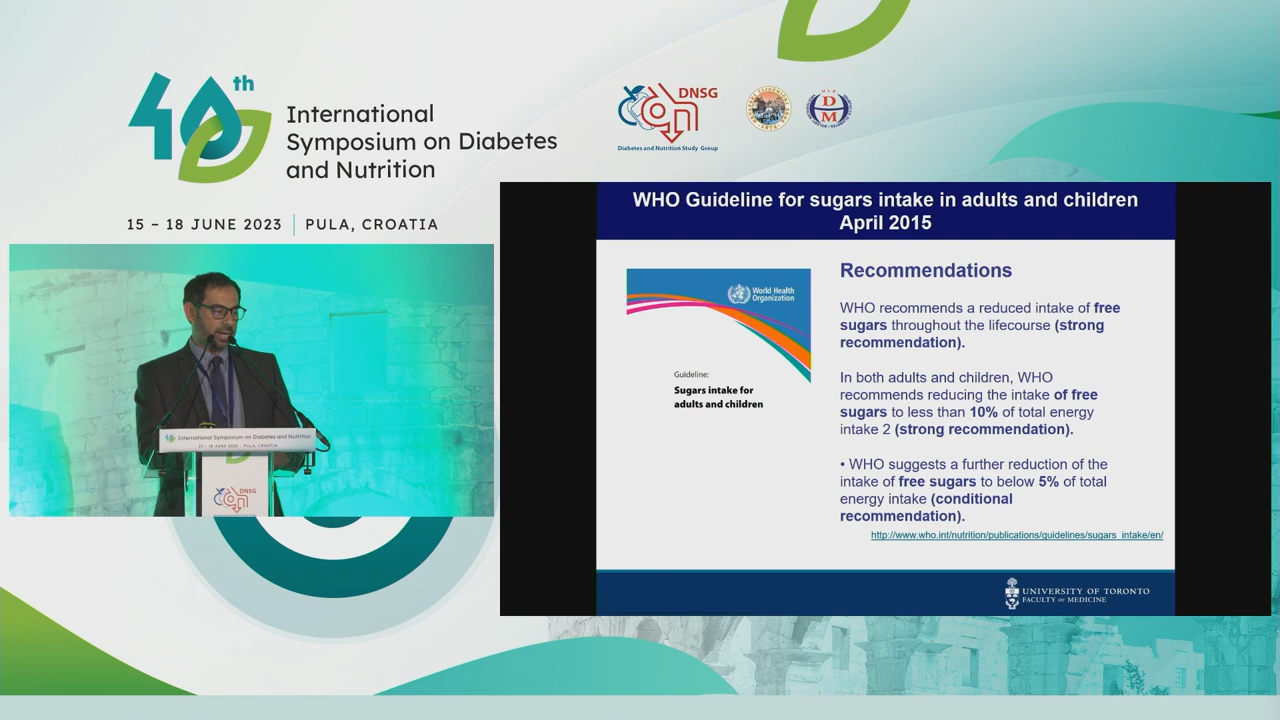 40th
International
Symposium on Diabetes
and Nutrition
15 – 18 JUNE 2023 | PULA, CROATIA
DNSG
Diabetes and Nutrition Study Group
D
M
International Symposium on Diabetes and Nutrition
15 – 18 JUNE 2023 PULA, CROATIA
DNSG
WHO Guideline for sugars intake in adults and children
April 2015
World Health
Organization
Guideline:
Sugars intake for
adults and children
Recommendations
WHO recommends a reduced intake of free
sugars throughout the lifecourse (strong
recommendation).
In both adults and children, WHO
recommends reducing the intake of free
sugars to less than 10% of total energy
intake 2 (strong recommendation).
• WHO suggests a further reduction of the
intake of free sugars to below 5% of total
energy intake (conditional
recommendation).
http://www.who.int/nutrition/publications/guidelines/sugars_intake/en/
UNIVERSITY OF TORONTO
FACULTY OF MEDICINE